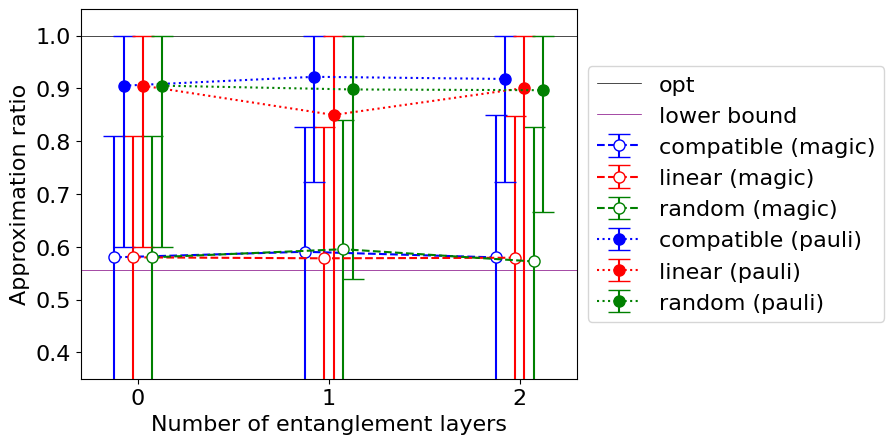 1.0
0.9
0.8
0.7
0.6
0.5
0.4
Approximation ratio
0 1 2
Number of entanglement layers
opt
lower bound
compatible (magic)
linear (magic)
random (magic)
compatible (pauli)
linear (pauli)
random (pauli)